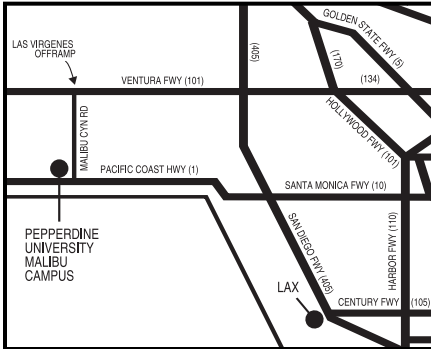 GOLDEN STATE FWY (5)
LAS VIRGENES
OFFRAMP
(405)
(170)
(134)
VENTURA FWY (101)
HOLLYWOOD FWY (101)
MALIBU CYN RD
PACIFIC COAST HWY (1)
SANTA MONICA FWY (10)
PEPPERDINE
UNIVERSITY
MALIBU
CAMPUS
SAN DIEGO FWY (405)
HARBOR FWY (110)
LAX
CENTURY FWY (105)